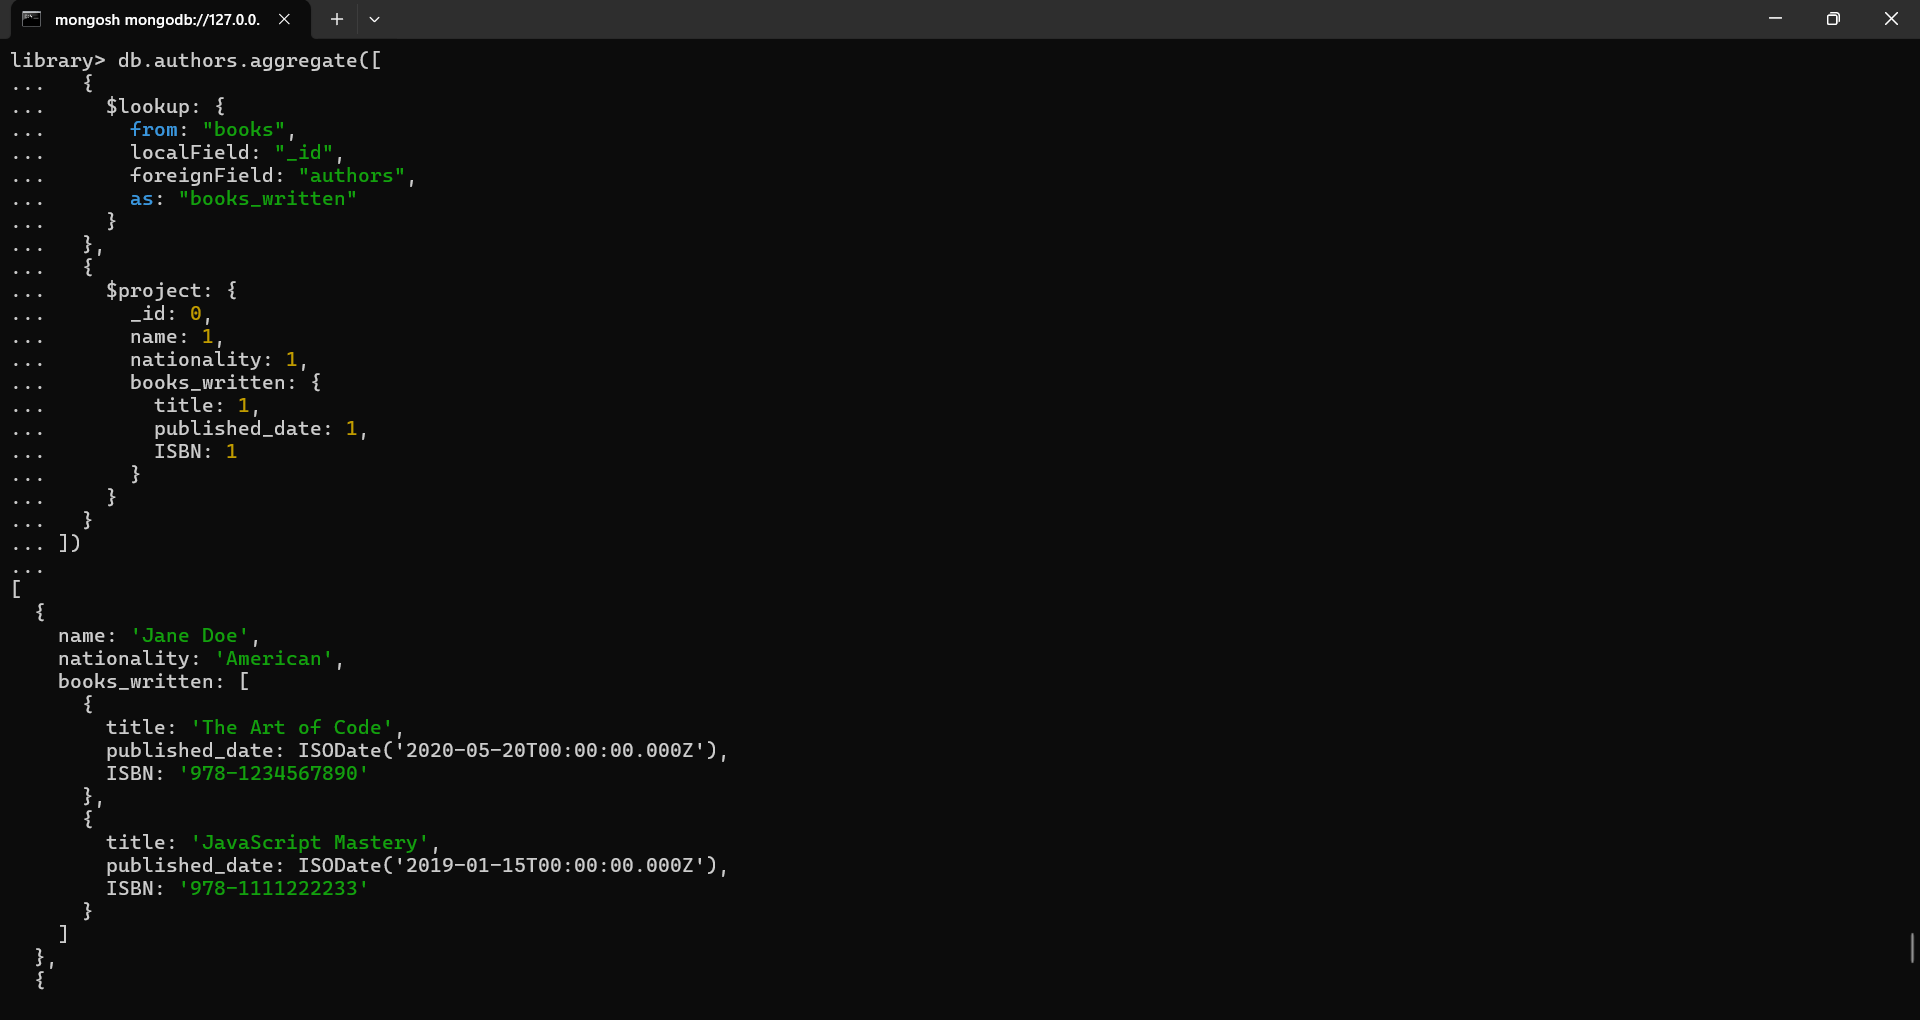 mongosh mongodb://127.0.0.
library> db.authors.aggregate([
...   {
...     $lookup: {
...       from: "books",
...       localField: "_id",
...       foreignField: "authors",
...       as: "books_written"
...     }
...   },
...   {
...     $project: {
...       _id: 0,
...       name: 1,
...       nationality: 1,
...       books_written: {
...         title: 1,
...         published_date: 1,
...         ISBN: 1
...       }
...     }
...   }
... ])
...
[
  {
    name: 'Jane Doe',
    nationality: 'American',
    books_written: [
      {
        title: 'The Art of Code',
        published_date: ISODate('2020-05-20T00:00:00.000Z'),
        ISBN: '978-1234567890'
      },
      {
        title: 'JavaScript Mastery',
        published_date: ISODate('2019-01-15T00:00:00.000Z'),
        ISBN: '978-1111222233'
      }
    ]
  },
  {